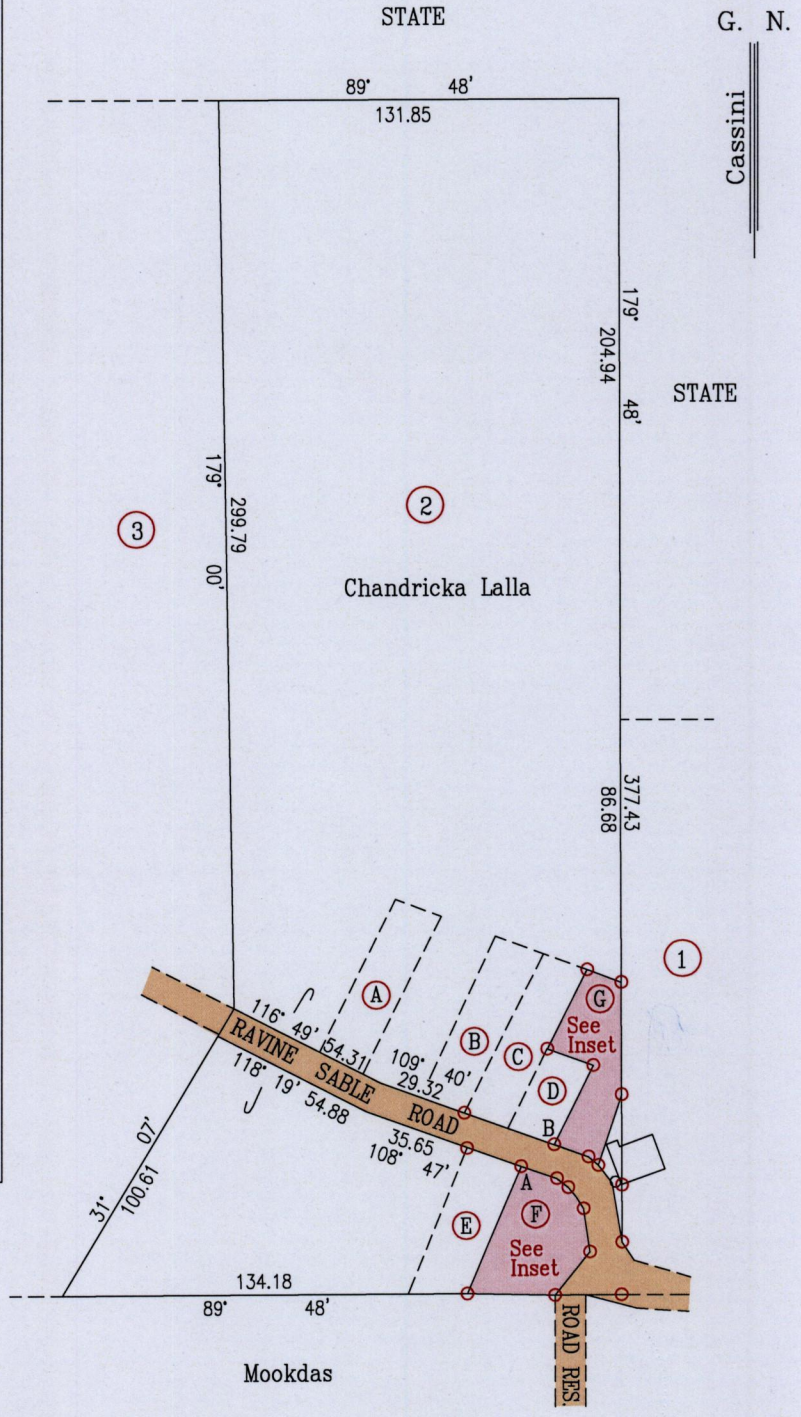 STATE
G. N.
Cassini
89° 48'
131.85
179° 48'
204.94
STATE
179° 00'
299.79
3
2
Chandricka Lalla
377.43
86.68
1
A
B
C
D
G
See
Inset
116° 49' 54.31
109° 40'
29.32
B
RAVINE SABLE ROAD
118° 19' 54.88
35.65
108° 47'
A
E
F
See
Inset
31° 07'
100.61
134.18
89° 48'
ROAD RES.
Mookdas